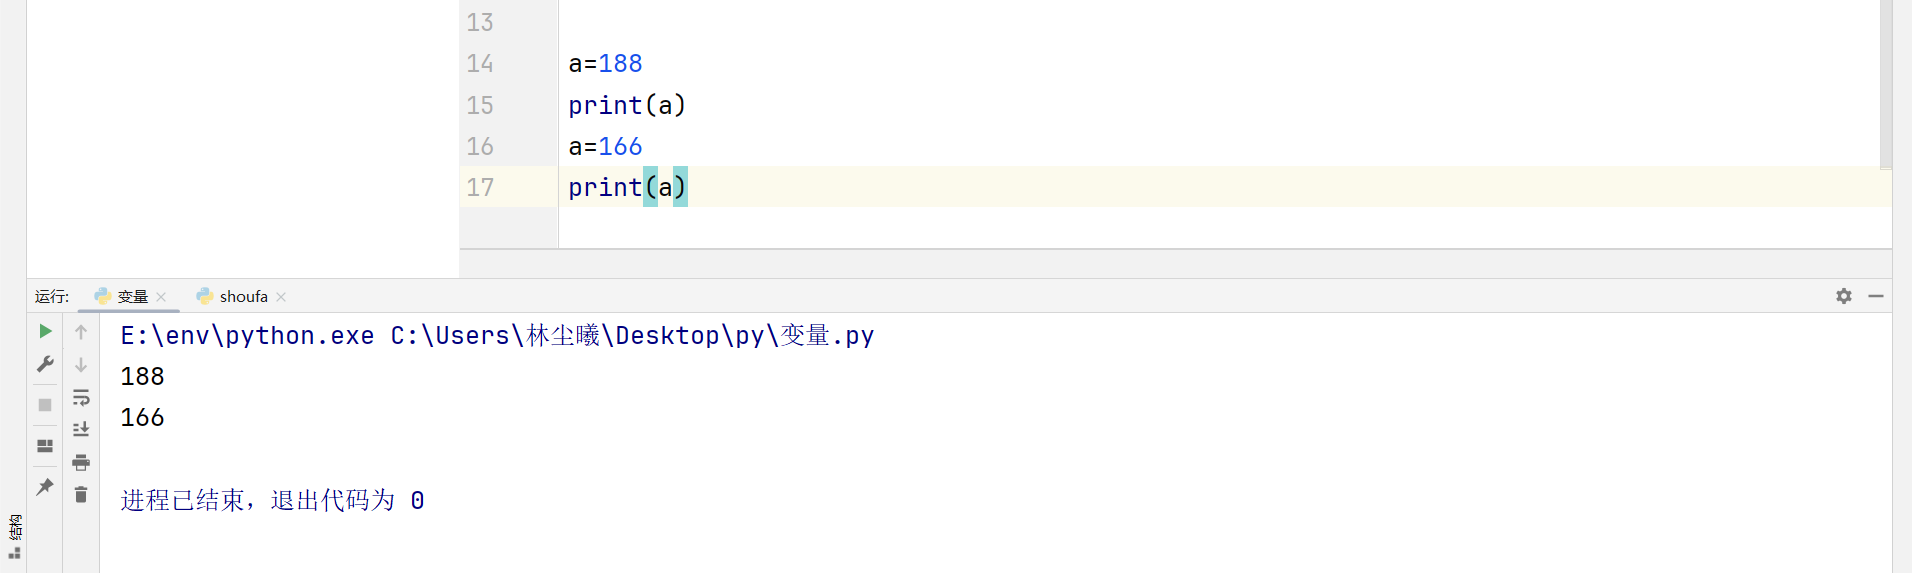 13
14 a=188
15 print(a)
16 a=166
17 print(a)
运行: 变量 shoufa
E:\env\python.exe C:\Users\林尘曦\Desktop\py\变量.py
188
166
进程已结束，退出代码为 0
结构